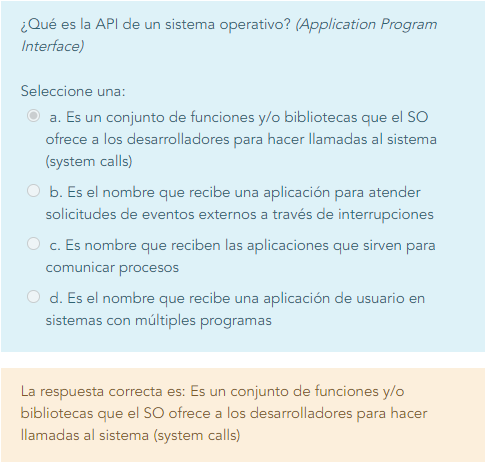 ¿Qué es la API de un sistema operativo? (Application Program
Interface)
Seleccione una:
a. Es un conjunto de funciones y/o bibliotecas que el SO
ofrece a los desarrolladores para hacer llamadas al sistema
(system calls)
b. Es el nombre que recibe una aplicación para atender
solicitudes de eventos externos a través de interrupciones
c. Es nombre que reciben las aplicaciones que sirven para
comunicar procesos
d. Es el nombre que recibe una aplicación de usuario en
sistemas con múltiples programas
La respuesta correcta es: Es un conjunto de funciones y/o
bibliotecas que el SO ofrece a los desarrolladores para hacer
llamadas al sistema (system calls)